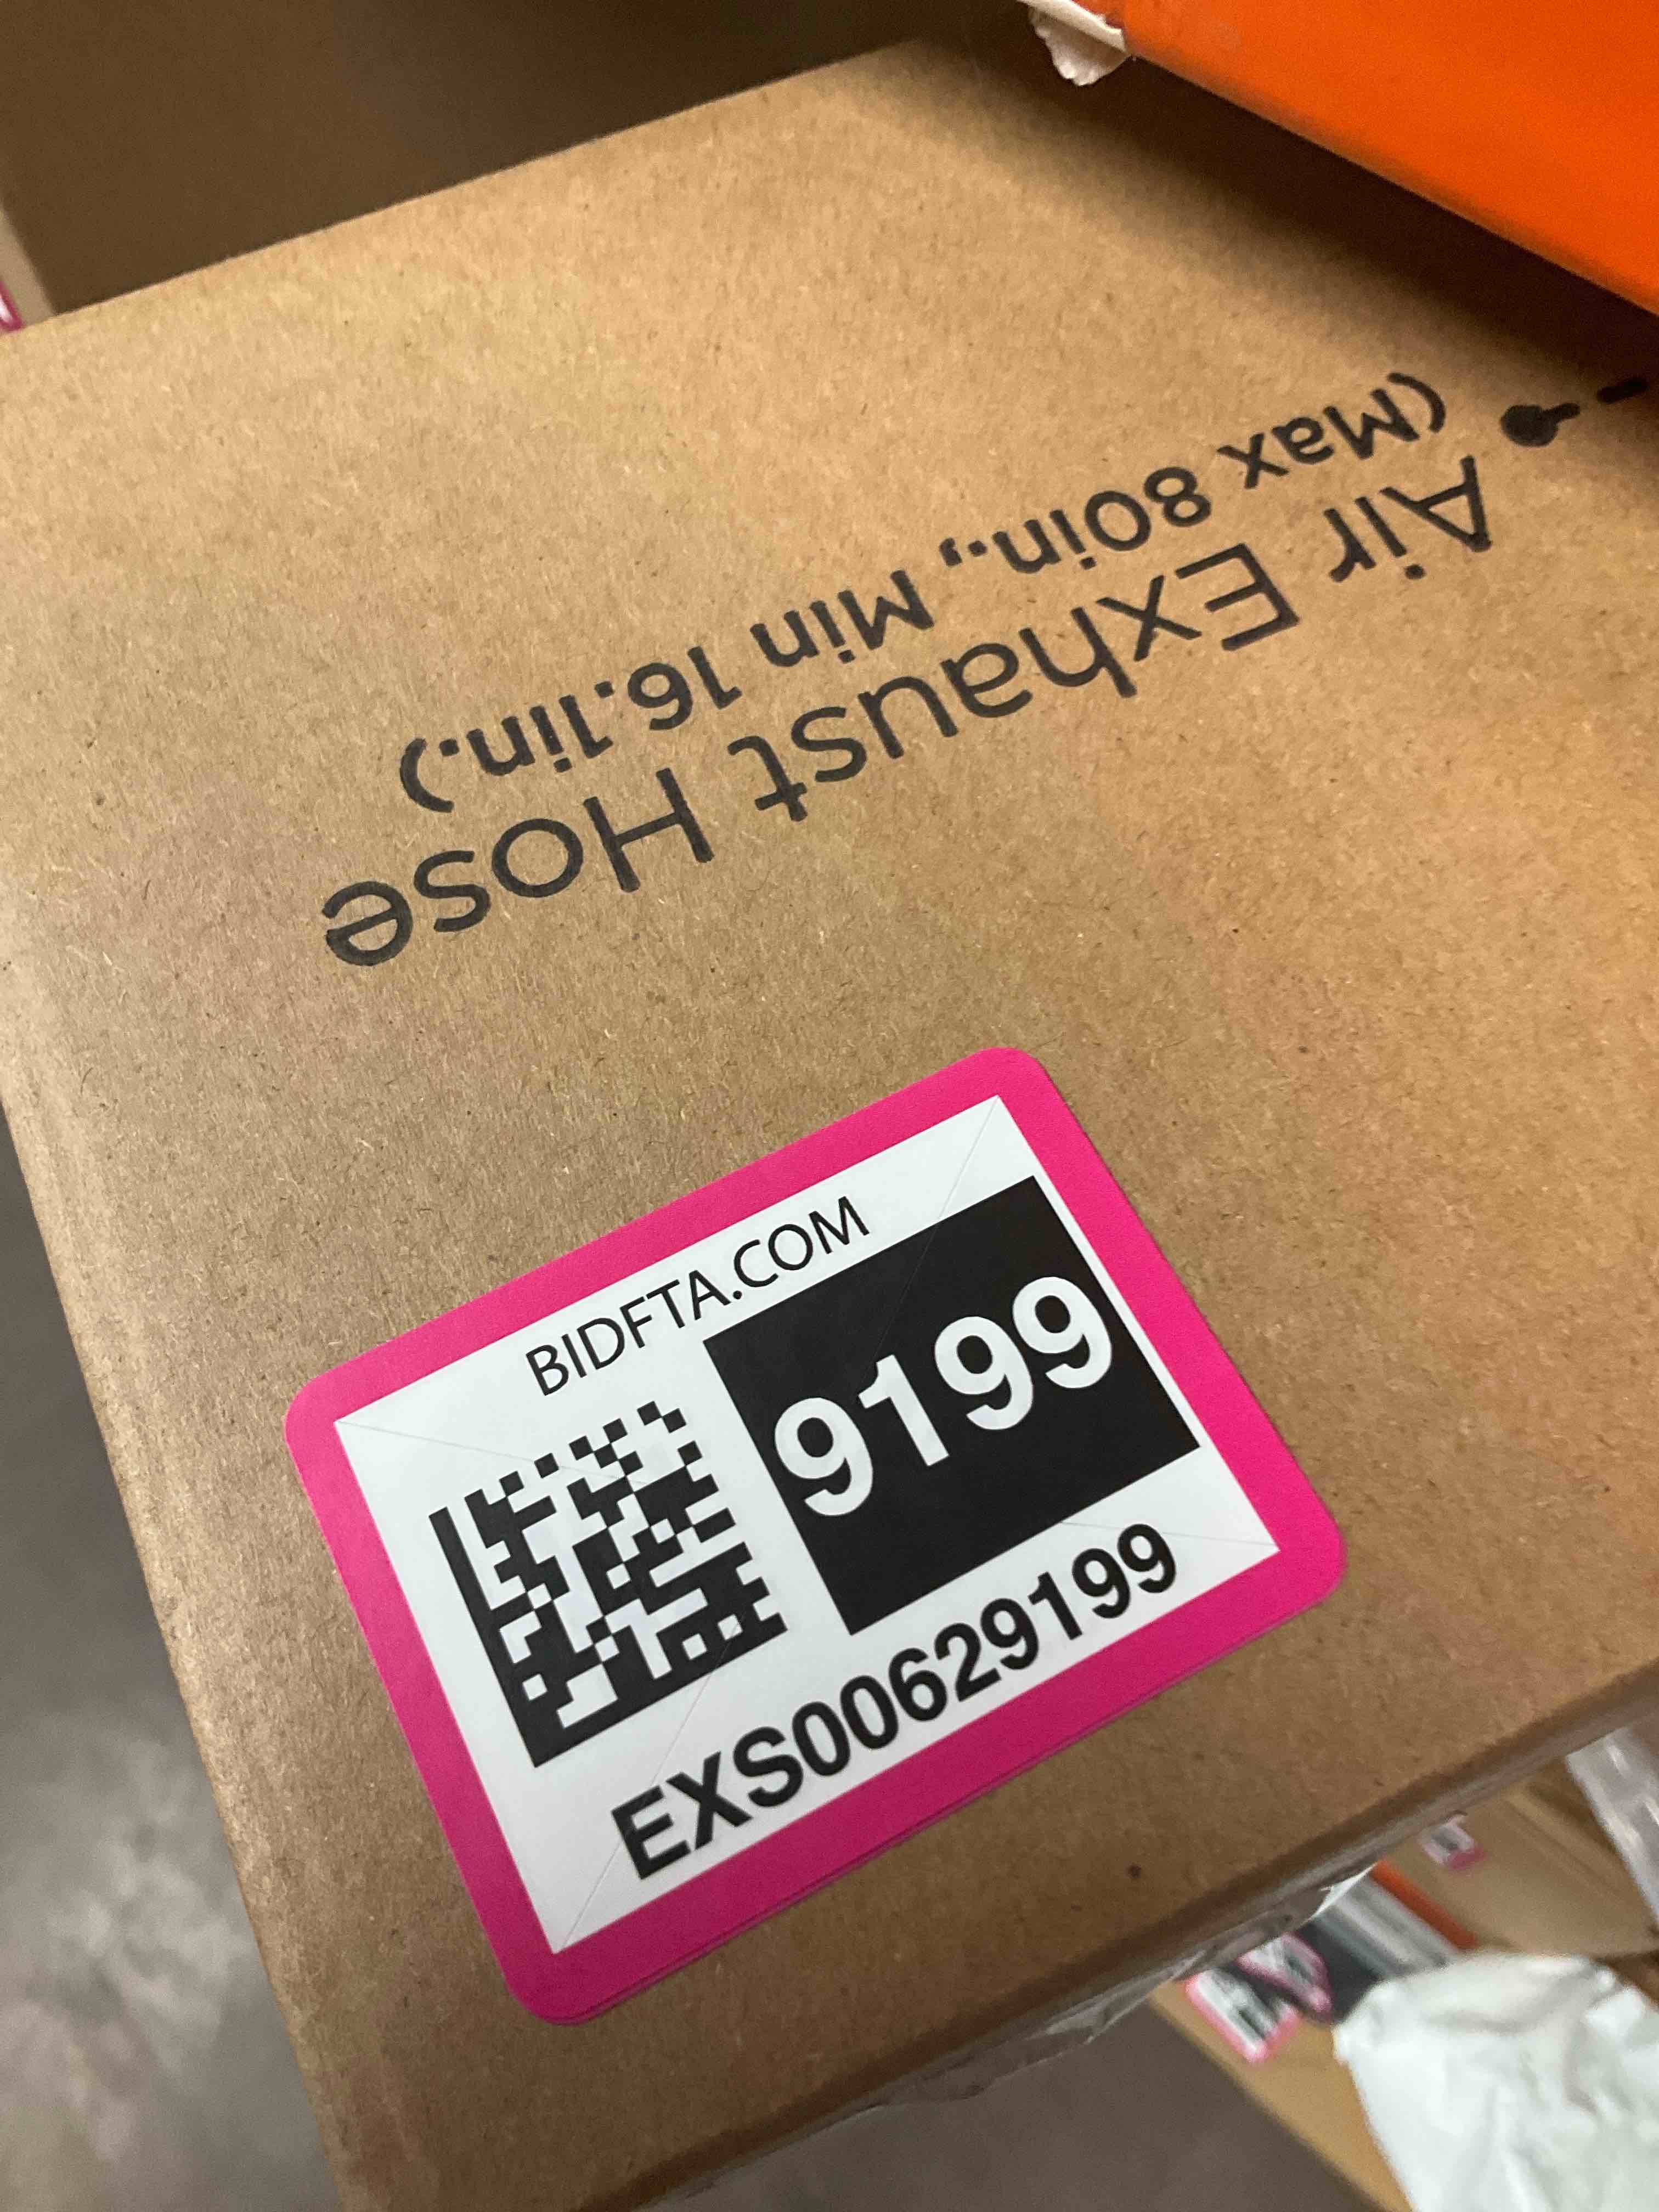 Air Exhaust Hose
(Max 80in., Min 16.1in.)
BIDFTA.COM
9199
EXS00629199